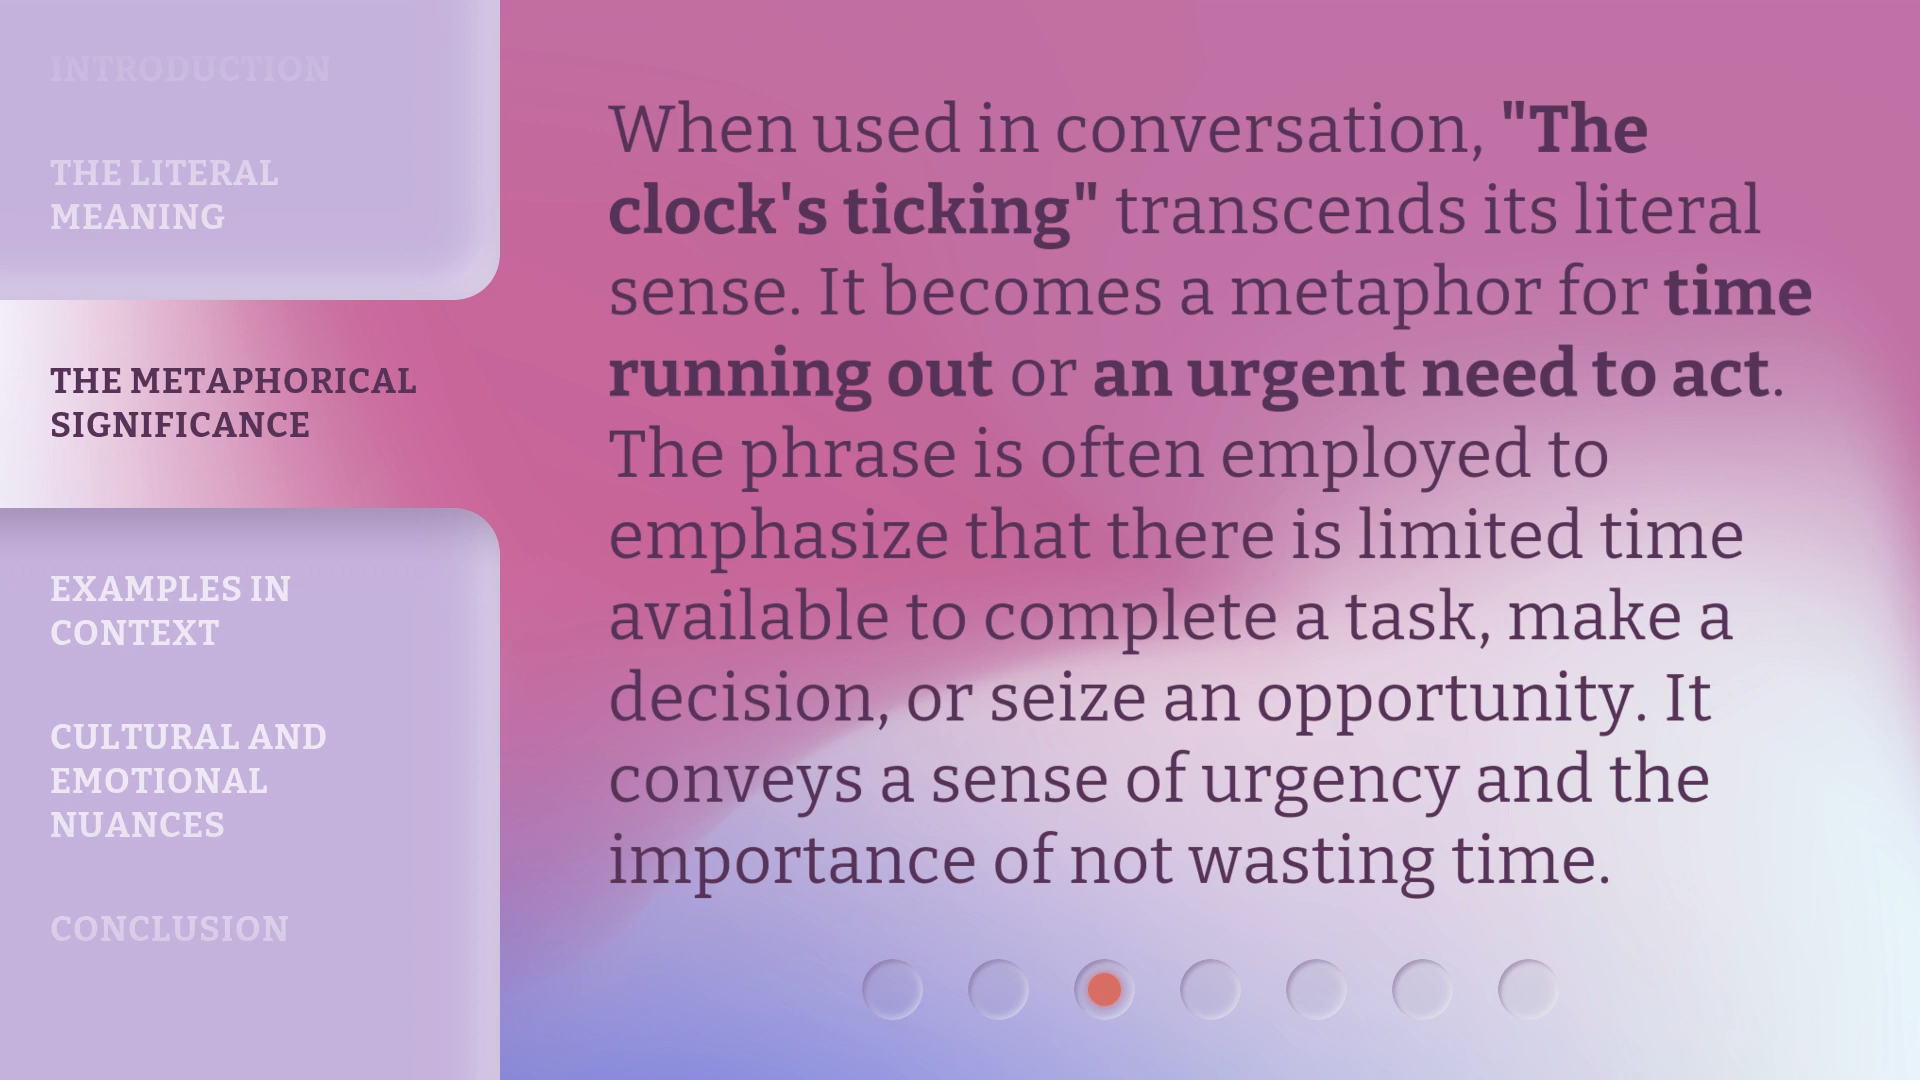 INTRODUCTION
THE LITERAL
MEANING
THE METAPHORICAL
SIGNIFICANCE
EXAMPLES IN
CONTEXT
CULTURAL AND
EMOTIONAL
NUANCES
CONCLUSION
When used in conversation, "The
clock's ticking" transcends its literal
sense. It becomes a metaphor for time
running out or an urgent need to act.
The phrase is often employed to
emphasize that there is limited time
available to complete a task, make a
decision, or seize an opportunity. It
conveys a sense of urgency and the
importance of not wasting time.